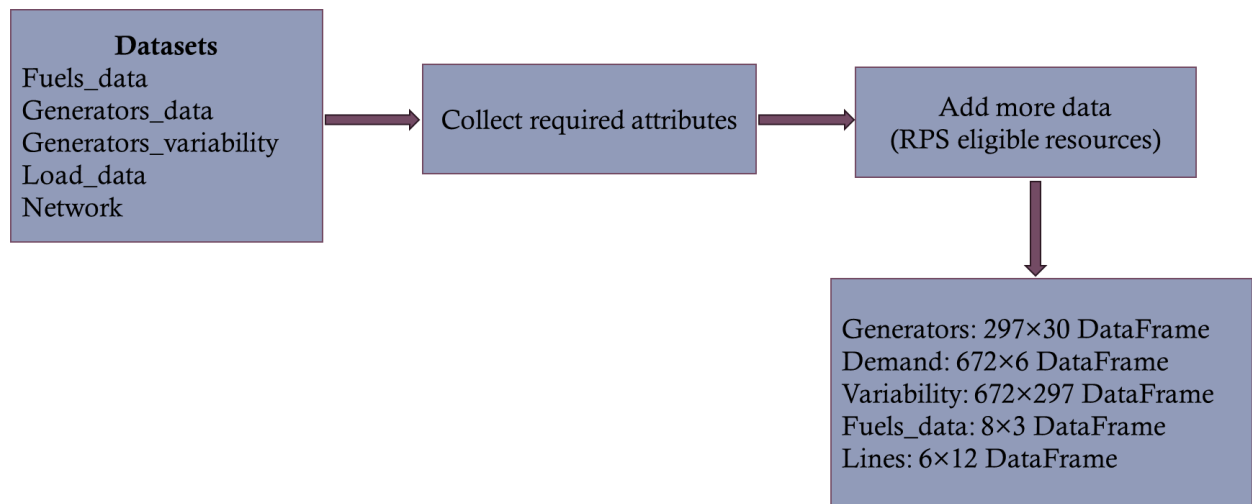 Datasets
Fuels_data
Generators_data
Generators_variability
Load_data
Network
Collect required attributes
Add more data
(RPS eligible resources)
Generators: 297×30 DataFrame
Demand: 672×6 DataFrame
Variability: 672×297 DataFrame
Fuels_data: 8×3 DataFrame
Lines: 6×12 DataFrame